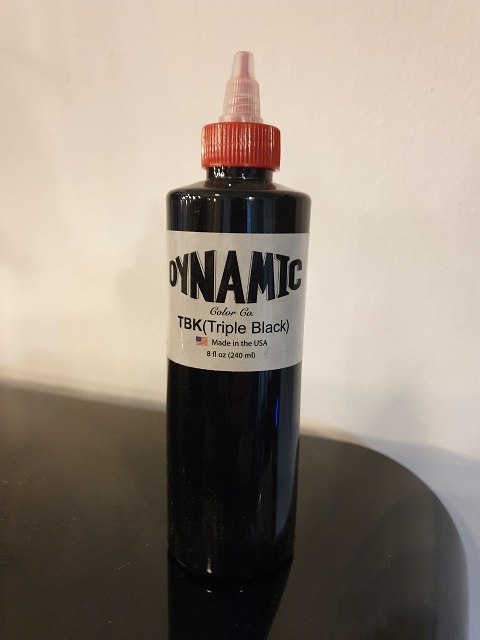 DYNAMIC
Color Co.
TBK(Triple Black)
Made in the USA
8 fl oz (240 ml)